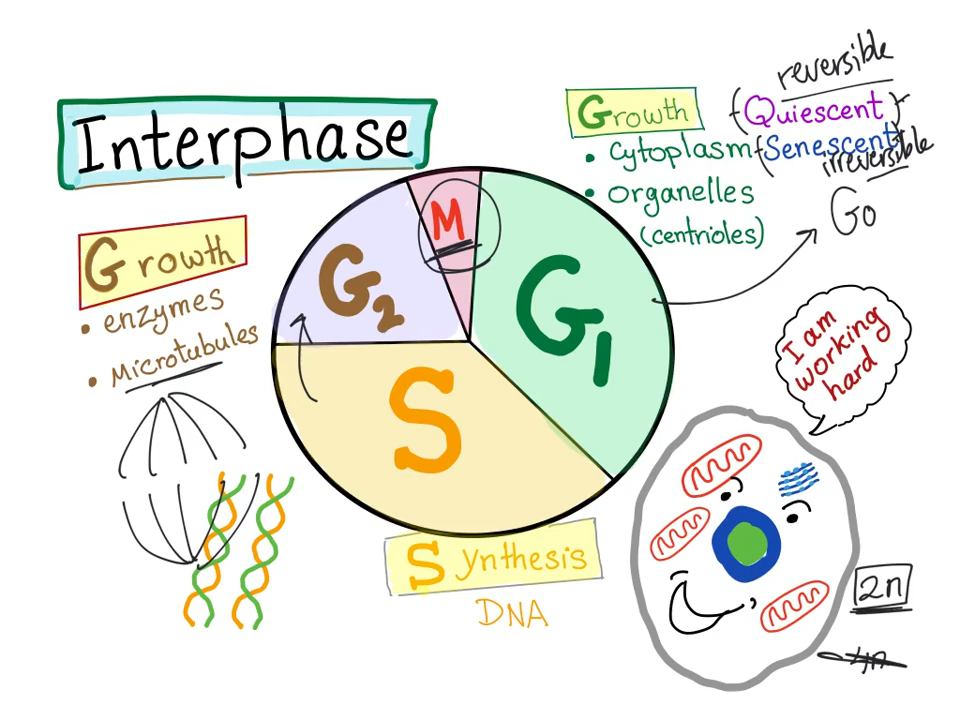 Interphase
Growth
• enzymes
• Microtubules
M
G2
G1
S
Synthesis
DNA
Growth
• cytoplasm
• organelles
(centrioles)
reversible
(Quiescent)
(Senescent)
irreversible
Go
I am
working
hard
2n